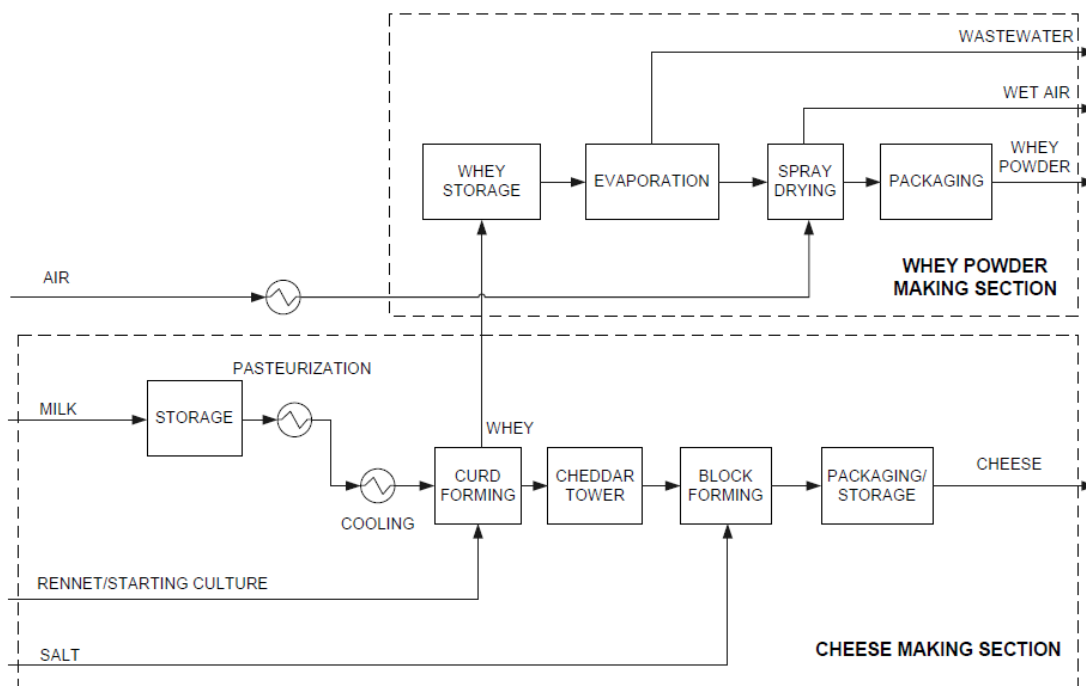 WASTEWATER
WET AIR
WHEY
POWDER
WHEY
STORAGE
EVAPORATION
SPRAY
DRYING
PACKAGING
WHEY POWDER
MAKING SECTION
AIR
PASTEURIZATION
MILK
STORAGE
WHEY
COOLING
CURD
FORMING
CHEDDAR
TOWER
BLOCK
FORMING
PACKAGING/
STORAGE
CHEESE
RENNET/STARTING CULTURE
SALT
CHEESE MAKING SECTION